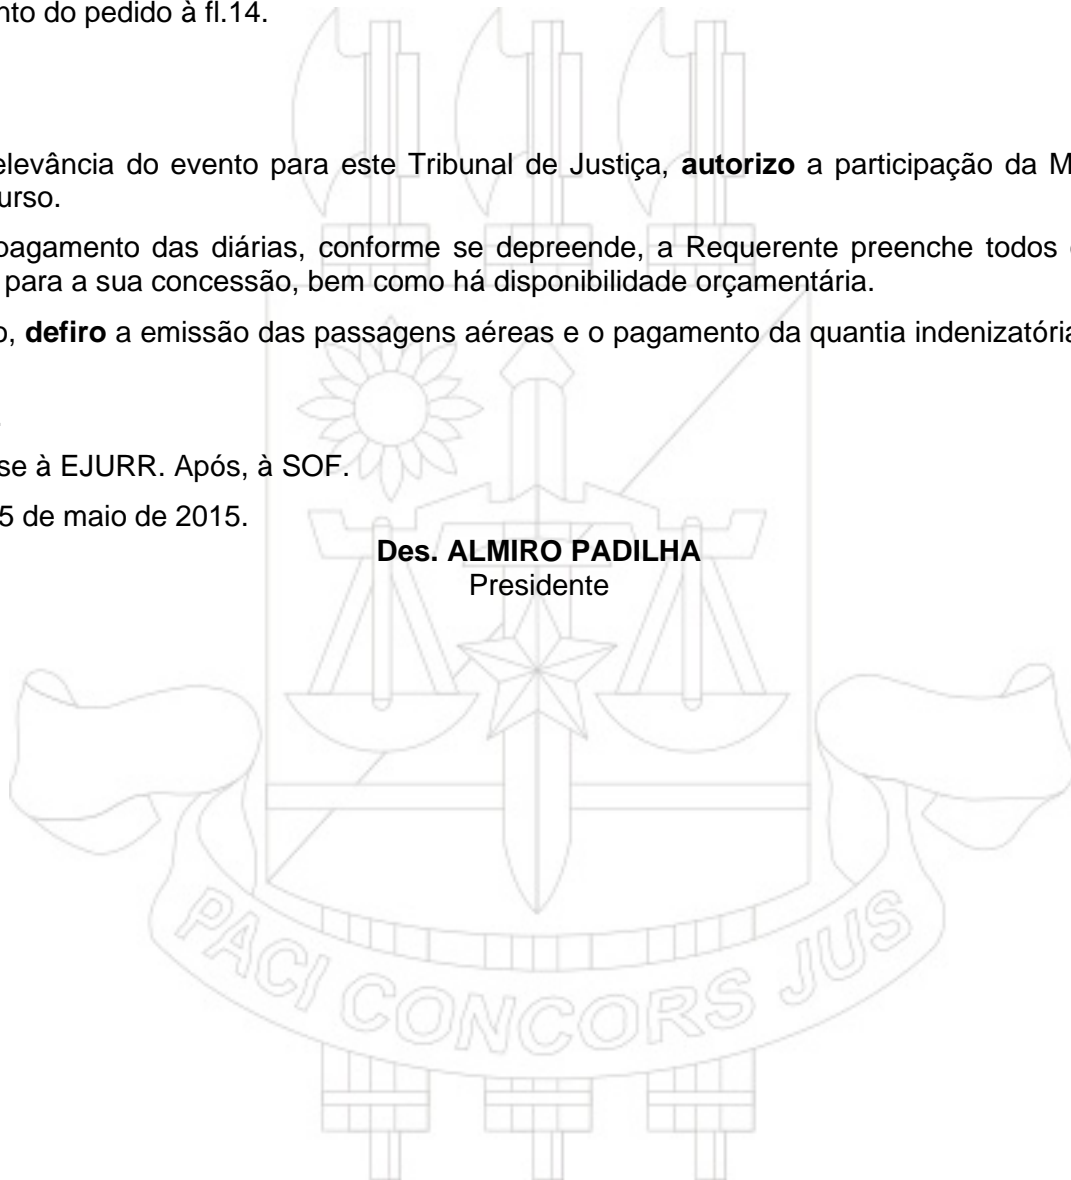 nto do pedido à fl.14.
elevância do evento para este Tribunal de Justiça, autorizo a participação da M
urso.
pagamento das diárias, conforme se depreende, a Requerente preenche todos
para a sua concessão, bem como há disponibilidade orçamentária.
o, defiro a emissão das passagens aéreas e o pagamento da quantia indenizatória
se à EJURR. Após, à SOF.
5 de maio de 2015.
Des. ALMIRO PADILHA
Presidente
PACI CONCORS JUS